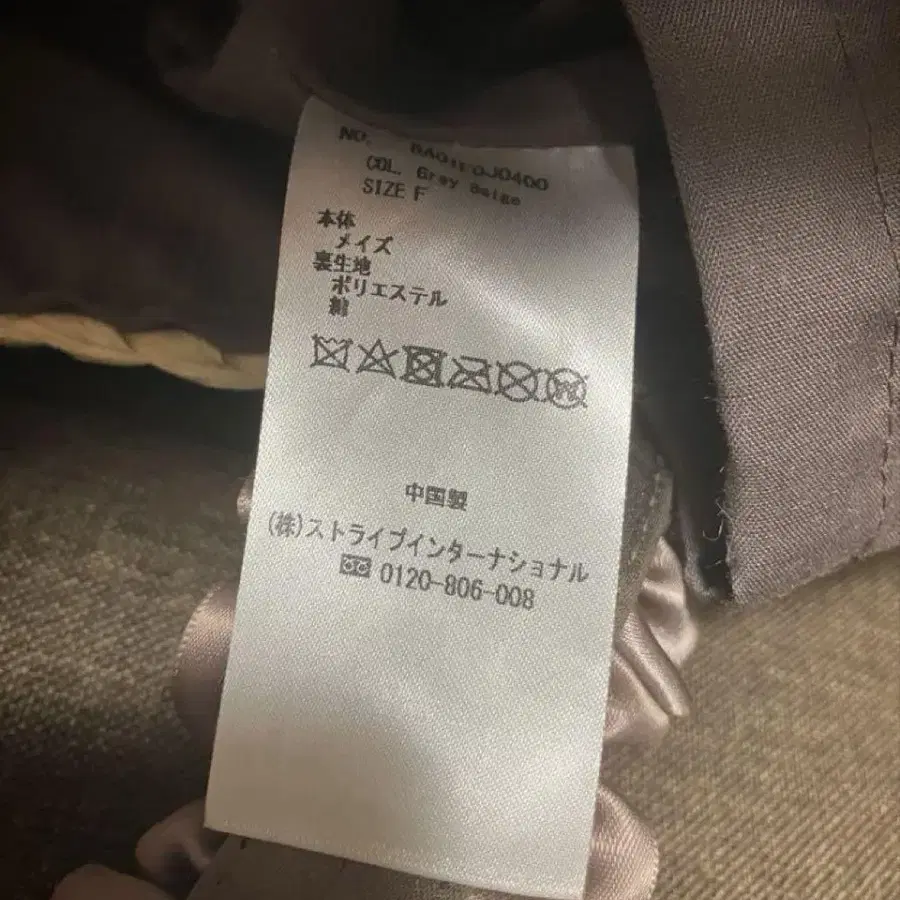 NO.
COL. Gray Beige
SIZE F
本体
メイズ
裏生地
ポリエステル
綿
中国製
(株)ストライプインターナショナル
0120-806-008